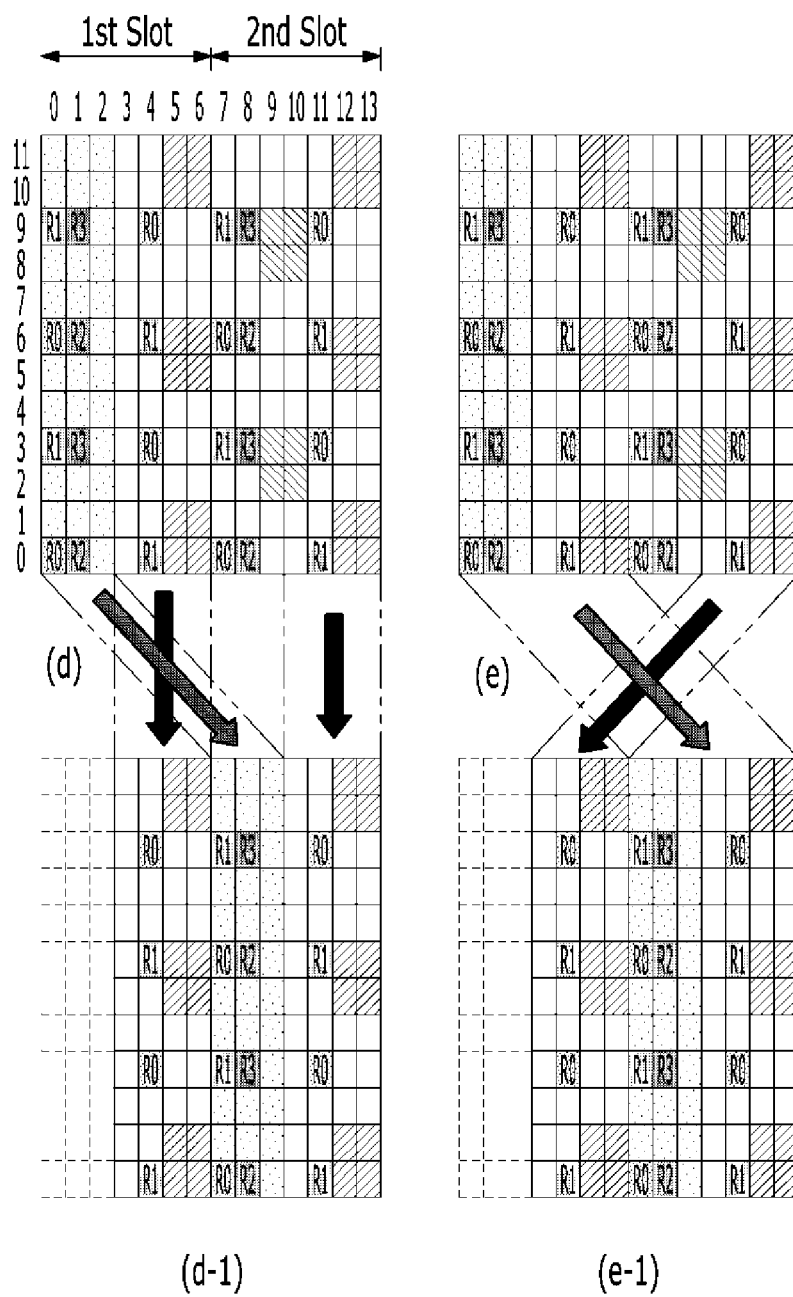 1st Slot 2nd Slot
0 1 2 3 4 5 6 7 8 9 10 11 12 13
11
10
9 R1 R3 R0 R1 R3 R0 R1 R3 R0 R1 R3 R0
8
7
6 R0 R2 R1 R0 R2 R1 R0 R2 R1 R0 R2 R1
5
4
3 R1 R3 R0 R1 R3 R0 R1 R3 R0 R1 R3 R0
2
1
0 R0 R2 R1 R0 R2 R1 R0 R2 R1 R0 R2 R1
(d) (e)
R0 R1 R3 R0 R0 R1 R3 R0
R1 R0 R2 R1 R1 R0 R2 R1
R0 R1 R3 R0 R0 R1 R3 R0
R1 R0 R2 R1 R1 R0 R2 R1
(d-1) (e-1)